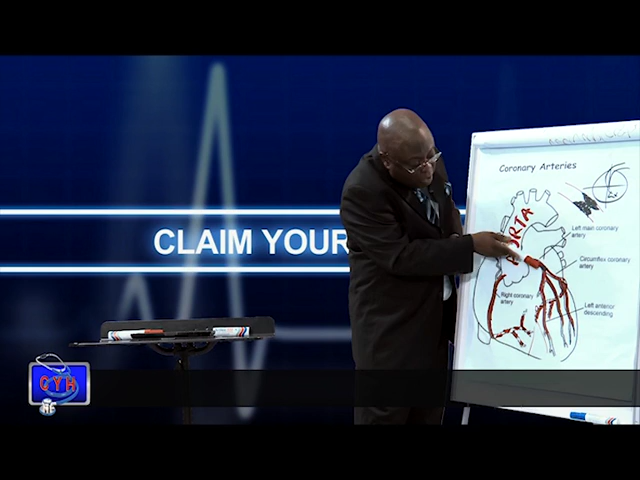 Coronary Arteries
AORTA
Left main coronary
artery
CLAIM YOUR
Circumflex coronary
artery
Right coronary
artery
Left anterior
descending
CYH